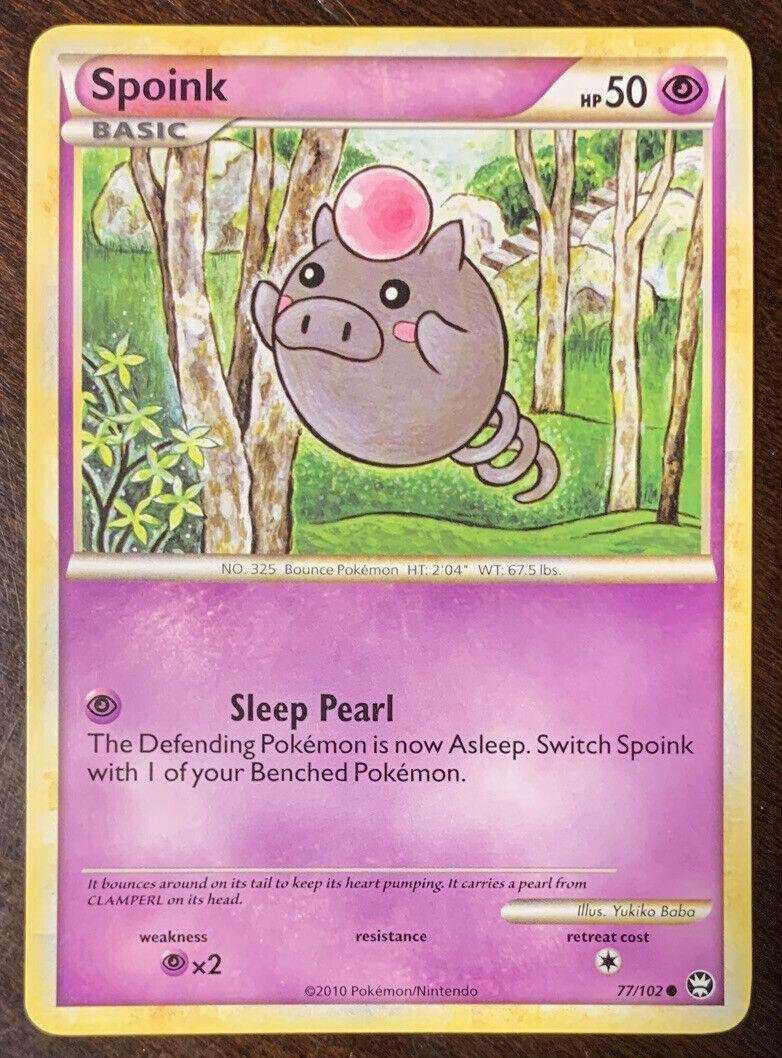 Spoink
HP 50
BASIC
NO. 325 Bounce Pokémon HT: 2'04" WT: 67.5 lbs.
Sleep Pearl
The Defending Pokémon is now Asleep. Switch Spoink
with 1 of your Benched Pokémon.
It bounces around on its tail to keep its heart pumping. It carries a pearl from
CLAMPERL on its head.
Illus. Yukiko Baba
weakness resistance retreat cost
×2
©2010 Pokémon/Nintendo 77/102